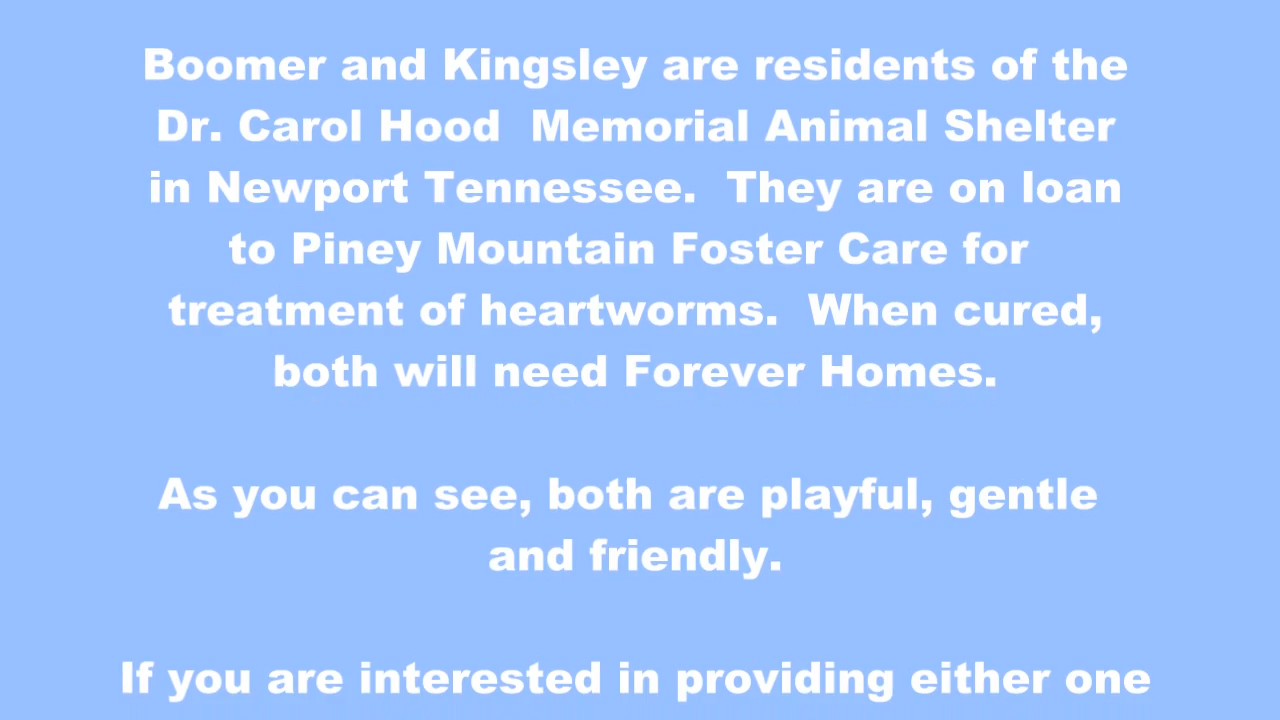 Boomer and Kingsley are residents of the
Dr. Carol Hood  Memorial Animal Shelter
in Newport Tennessee.  They are on loan
to Piney Mountain Foster Care for
treatment of heartworms.  When cured,
both will need Forever Homes.
As you can see, both are playful, gentle
and friendly.
If you are interested in providing either one